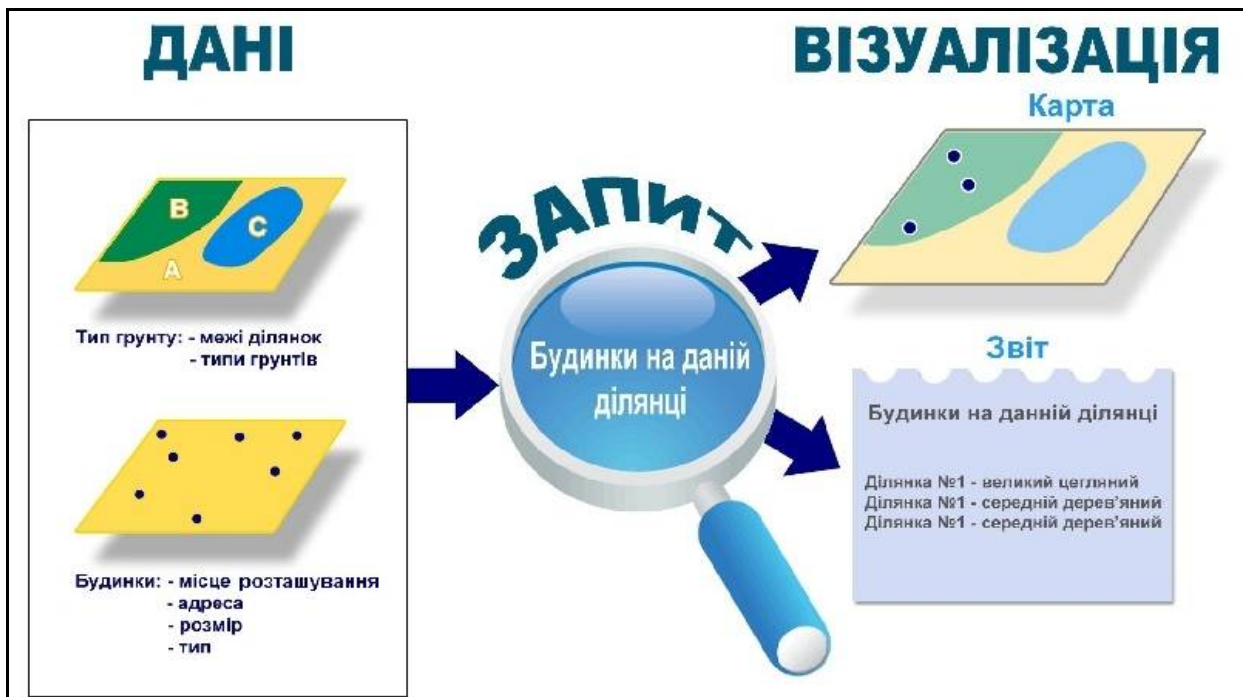 ДАНІ
B
C
A
Тип грунту: - межі ділянок
- типи грунтів
Будинки: - місце розташування
- адреса
- розмір
- тип
ЗАПИТ
Будинки на даній
ділянці
ВІЗУАЛІЗАЦІЯ
Карта
Звіт
Будинки на данній ділянці
Ділянка №1 - великий цегляний
Ділянка №1 - середній дерев'яний
Ділянка №1 - середній дерев'яний